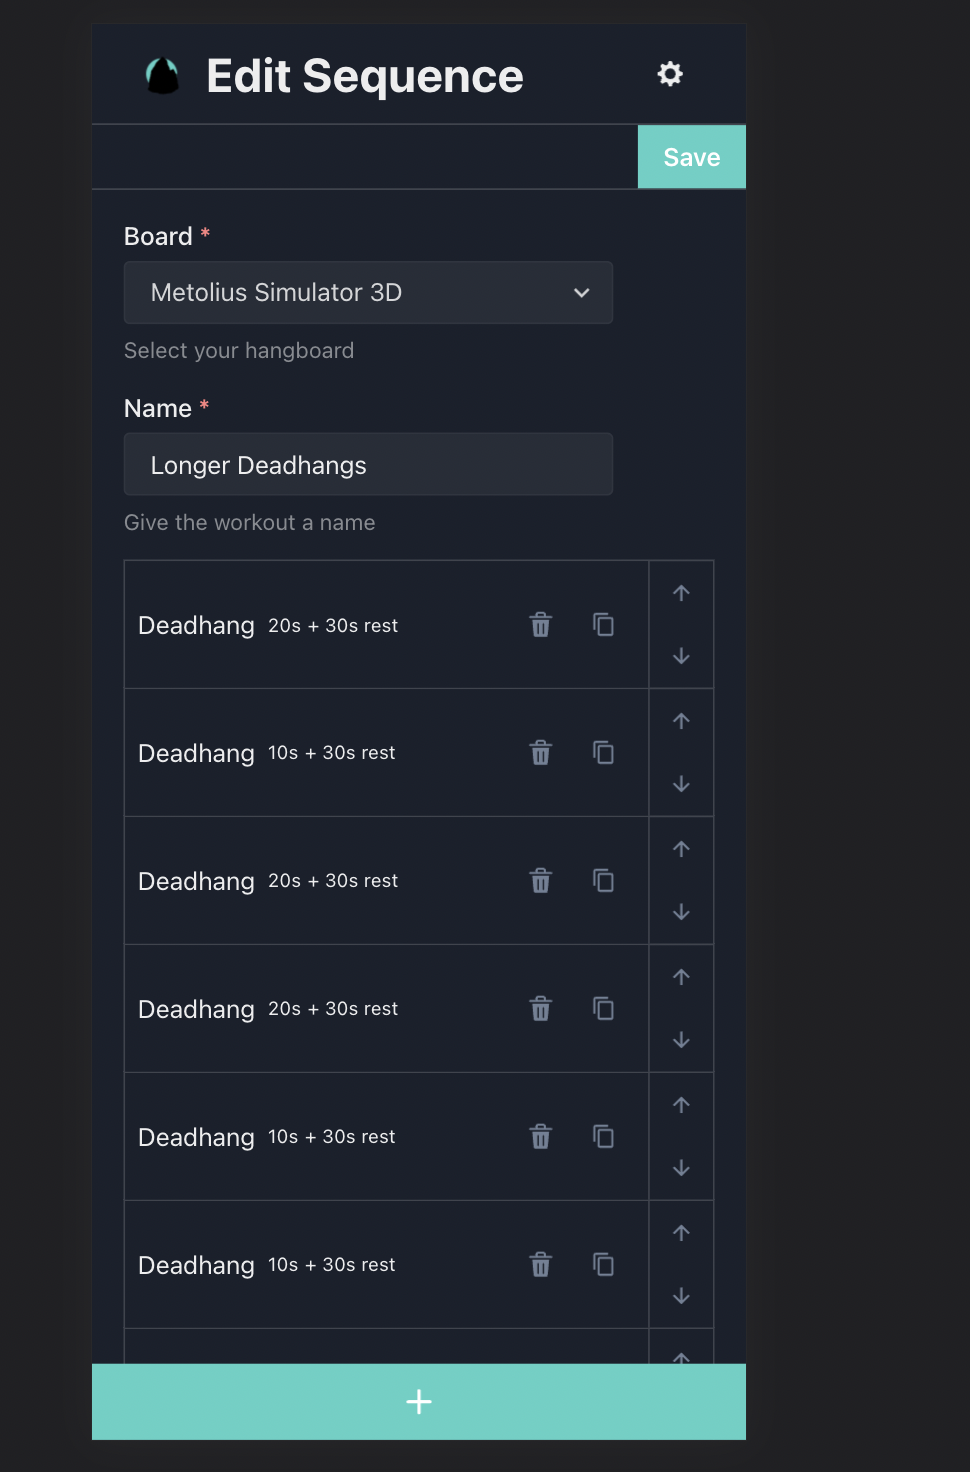 Edit Sequence
Save
Board *
Metolius Simulator 3D
Select your hangboard
Name *
Longer Deadhangs
Give the workout a name
Deadhang 20s + 30s rest
Deadhang 10s + 30s rest
Deadhang 20s + 30s rest
Deadhang 20s + 30s rest
Deadhang 10s + 30s rest
Deadhang 10s + 30s rest